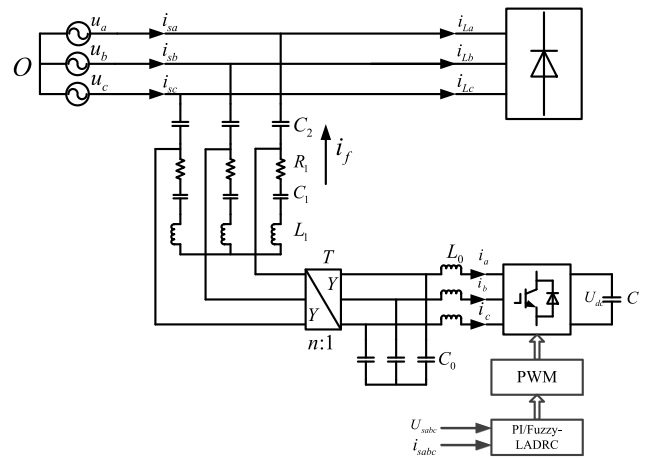 u_a i_sa i_La
O u_b i_sb i_Lb
u_c i_sc i_Lc
C_2
i_f
R_1
C_1
L_1
T L_0 i_a
Y i_b U_dc C
Y i_c
n:1
C_0
PWM
U_sabc PI/Fuzzy-
i_sabc LADRC